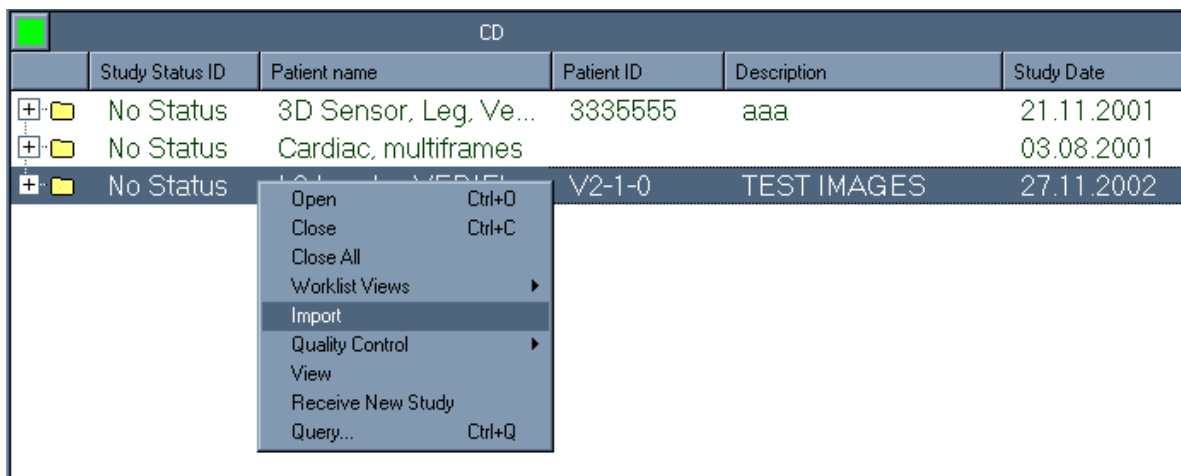 CD
Study Status ID Patient name Patient ID Description Study Date
No Status 3D Sensor, Leg, Ve... 3335555 aaa 21.11.2001
No Status Cardiac, multiframes 03.08.2001
No Status V2-1-0 TEST IMAGES 27.11.2002
Open Ctrl+O
Close Ctrl+C
Close All
Worklist Views
Import
Quality Control
View
Receive New Study
Query... Ctrl+Q